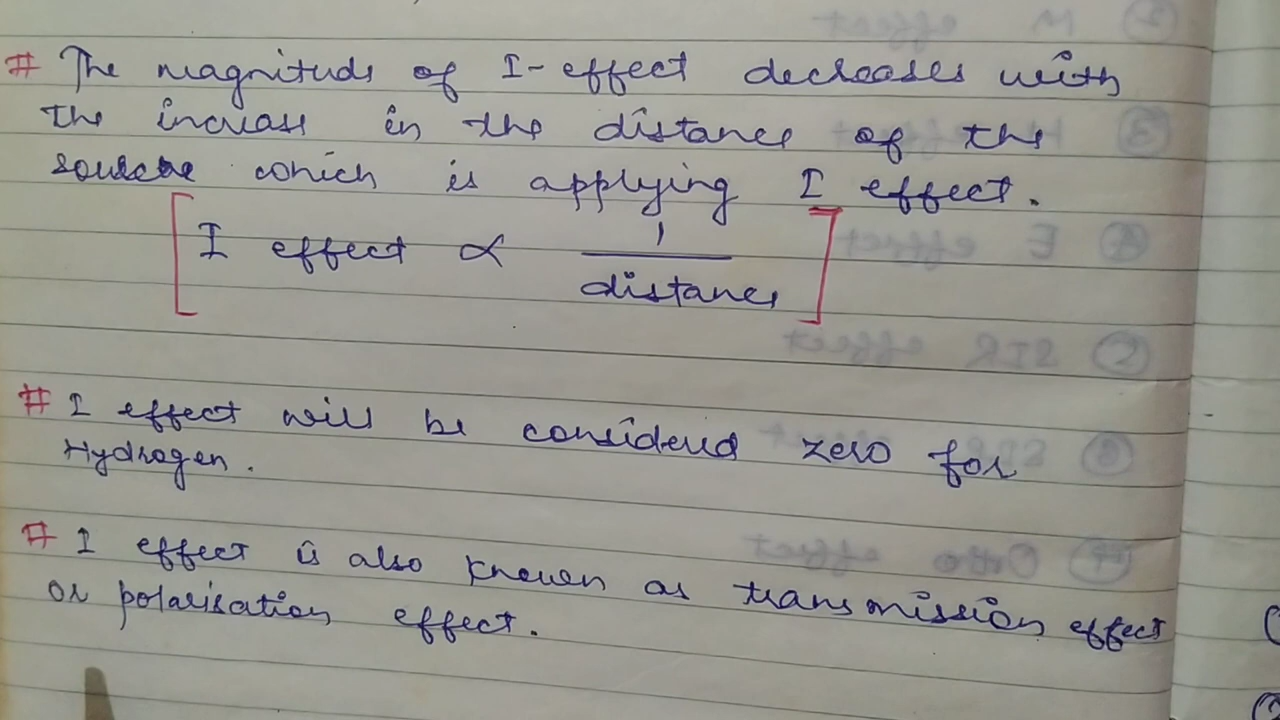 # The magnitude of I-effect decreases with
the increase in the distance of the
source which is applying I effect.
[I effect ∝ 1/distance]
# I effect will be considered zero for
Hydrogen.
# I effect is also known as transmission effect
or polarisation effect.